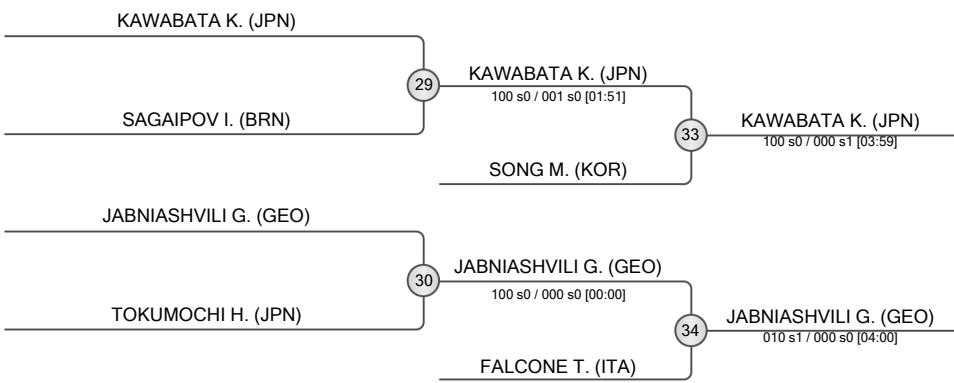 KAWABATA K. (JPN)
29
SAGAIPOV I. (BRN)
KAWABATA K. (JPN)
100 s0 / 001 s0 [01:51]
33
SONG M. (KOR)
KAWABATA K. (JPN)
100 s0 / 000 s1 [03:59]
JABNIASHVILI G. (GEO)
30
TOKUMOCHI H. (JPN)
JABNIASHVILI G. (GEO)
100 s0 / 000 s0 [00:00]
34
FALCONE T. (ITA)
JABNIASHVILI G. (GEO)
010 s1 / 000 s0 [04:00]